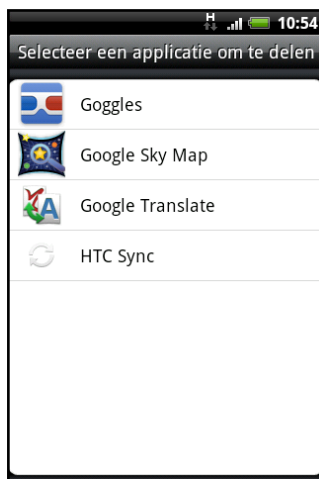 H 10:54
Selecteer een applicatie om te delen
Goggles
Google Sky Map
Google Translate
HTC Sync